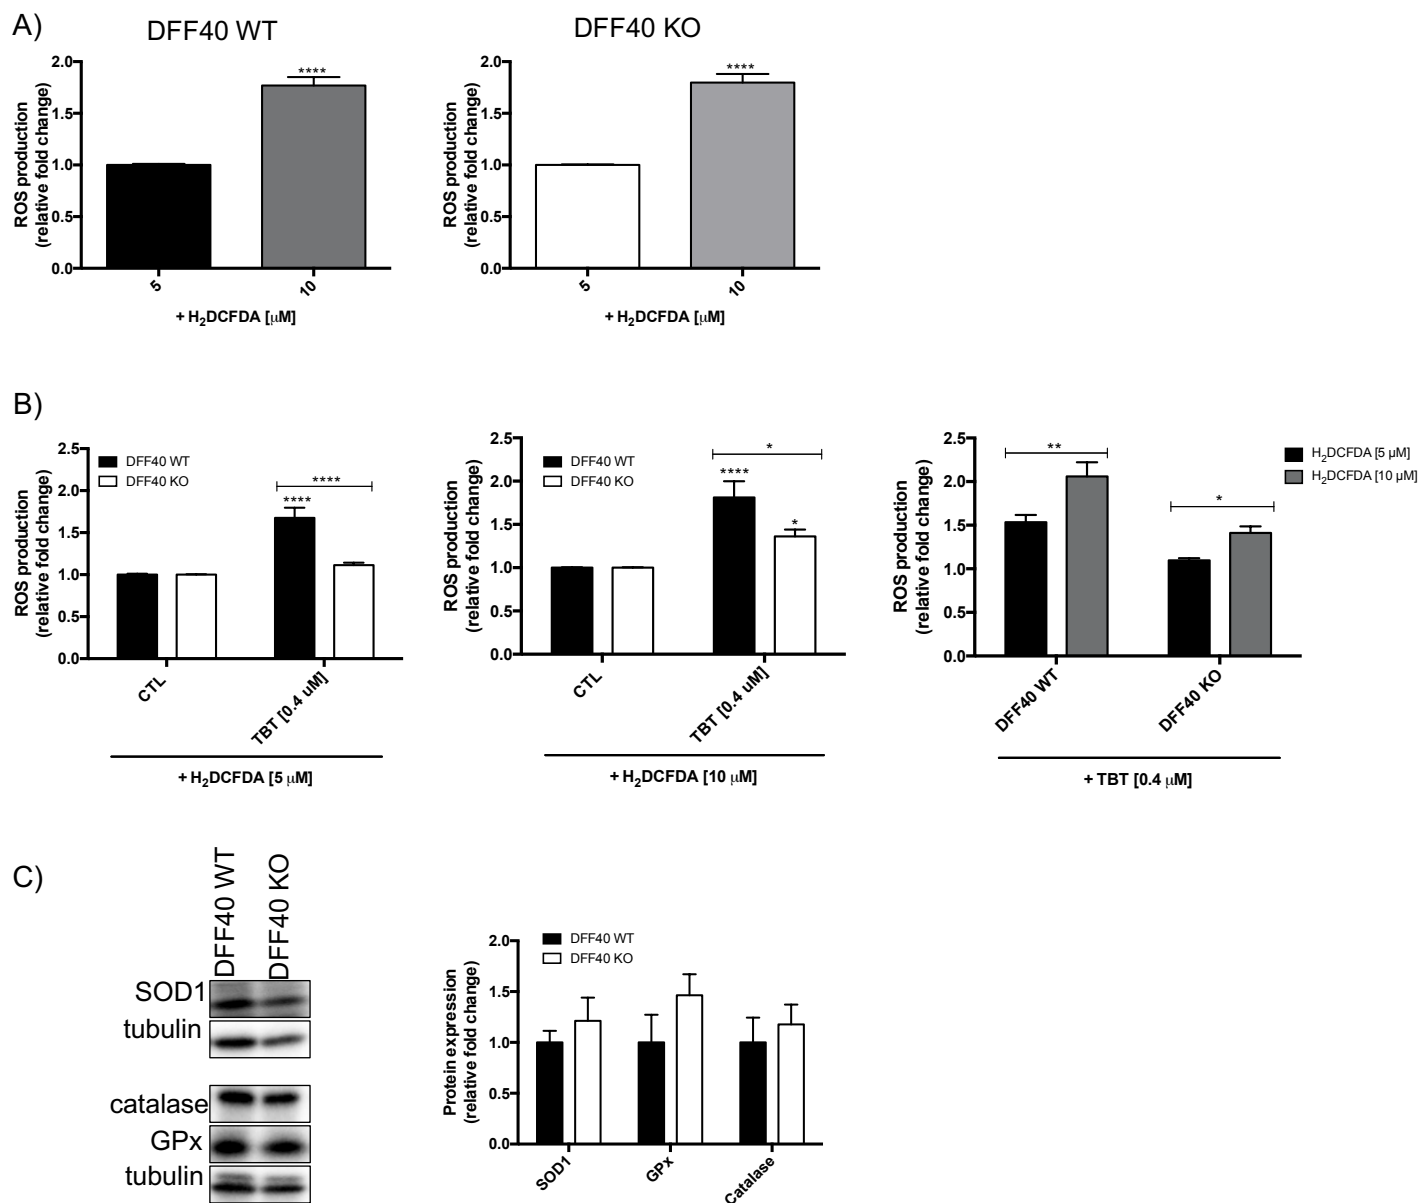 A)
DFF40 WT
DFF40 KO
ROS production
(relative fold change)
2.0
1.5
1.0
0.5
0.0
****
5
10
+ H₂DCFDA [μM]
ROS production
(relative fold change)
2.0
1.5
1.0
0.5
0.0
****
5
10
+ H₂DCFDA [μM]
B)
ROS production
(relative fold change)
2.5
2.0
1.5
1.0
0.5
0.0
DFF40 WT
DFF40 KO
****
****
CTL
TBT [0.4 uM]
+ H₂DCFDA [5 μM]
ROS production
(relative fold change)
2.5
2.0
1.5
1.0
0.5
0.0
DFF40 WT
DFF40 KO
*
****
*
CTL
TBT [0.4 uM]
+ H₂DCFDA [10 μM]
ROS production
(relative fold change)
2.5
2.0
1.5
1.0
0.5
0.0
**
*
H₂DCFDA [5 μM]
H₂DCFDA [10 μM]
DFF40 WT
DFF40 KO
+ TBT [0.4 μM]
C)
DFF40 WT
DFF40 KO
SOD1
tubulin
catalase
GPx
tubulin
Protein expression
(relative fold change)
2.0
1.5
1.0
0.5
0.0
DFF40 WT
DFF40 KO
SOD1
GPx
Catalase